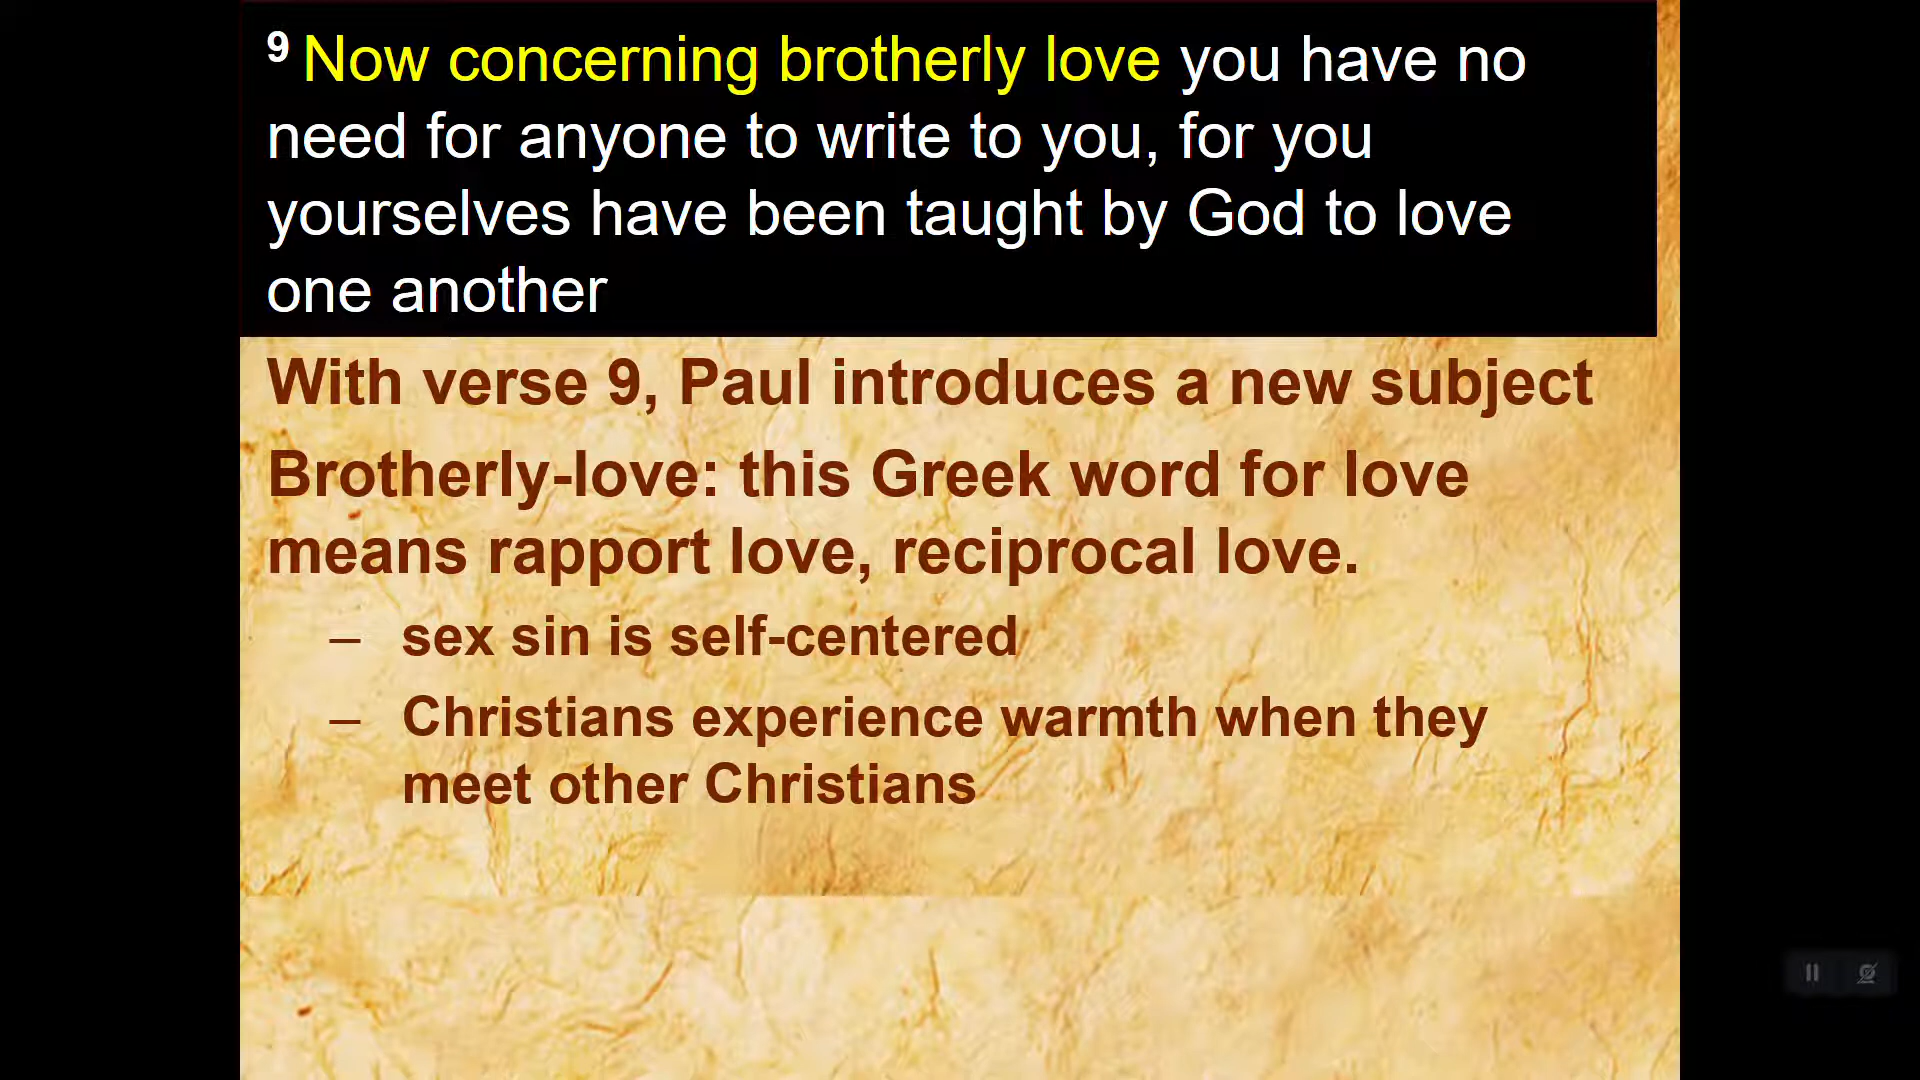 9 Now concerning brotherly love you have no
need for anyone to write to you, for you
yourselves have been taught by God to love
one another
With verse 9, Paul introduces a new subject
Brotherly-love: this Greek word for love
means rapport love, reciprocal love.
– sex sin is self-centered
– Christians experience warmth when they
meet other Christians